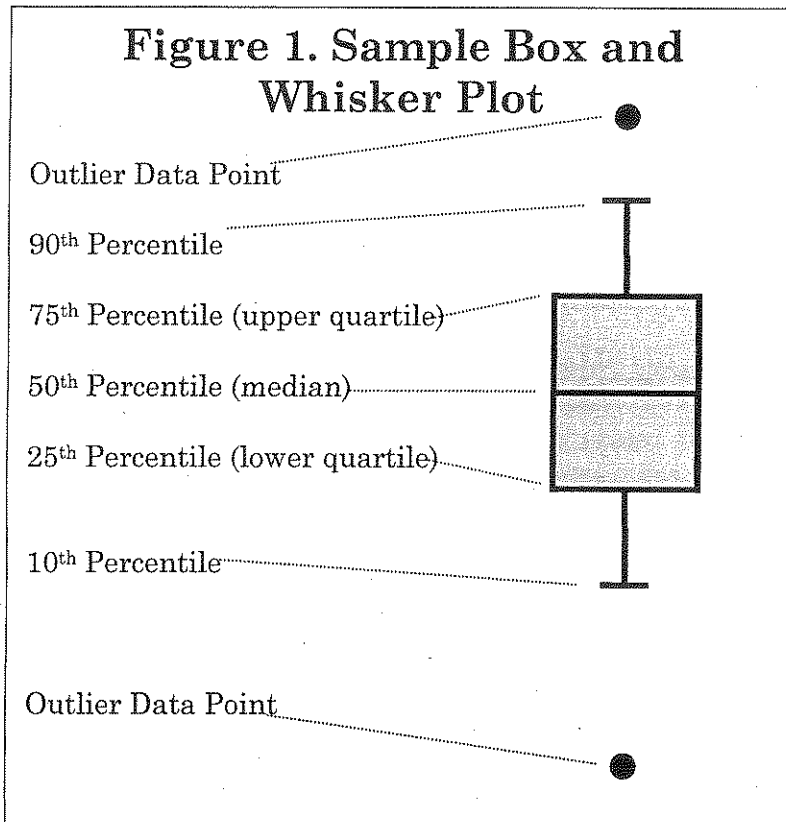 Figure 1. Sample Box and
Whisker Plot
Outlier Data Point
90th Percentile
75th Percentile (upper quartile)
50th Percentile (median)
25th Percentile (lower quartile)
10th Percentile
Outlier Data Point